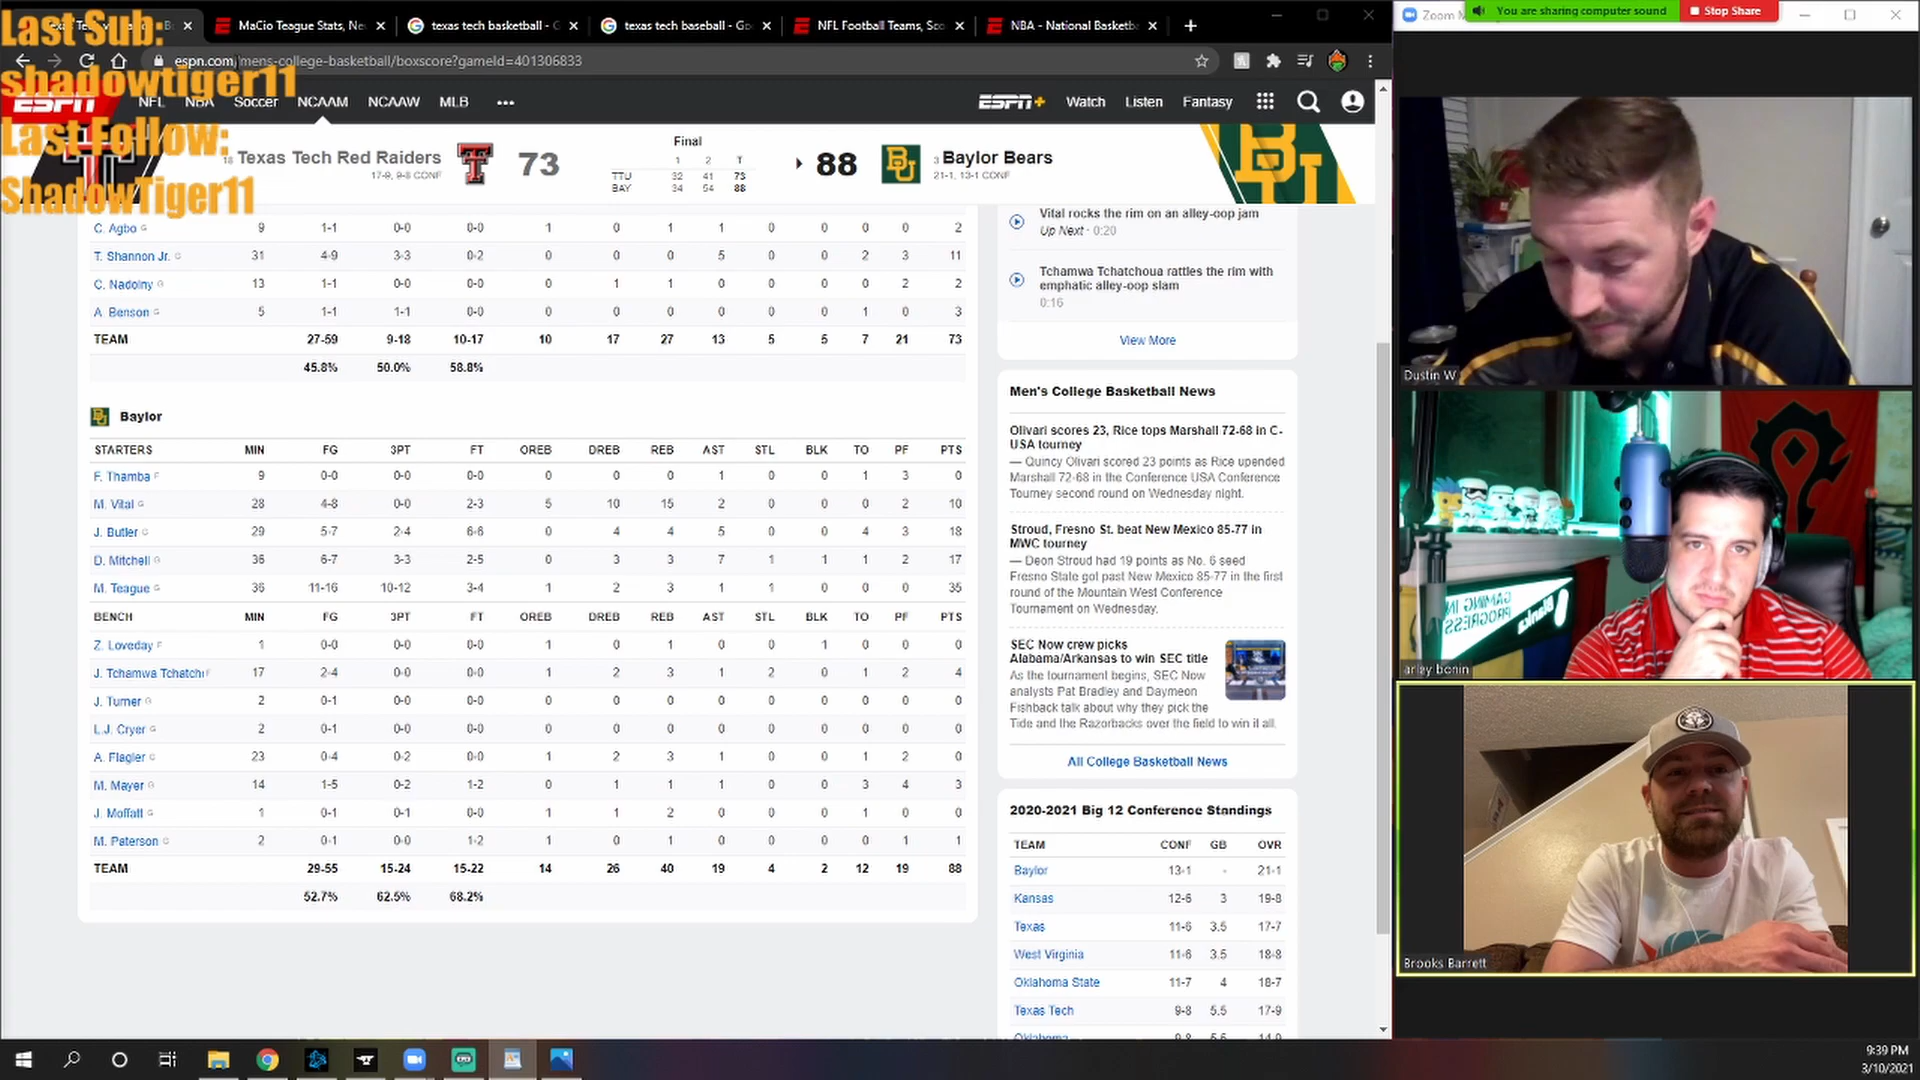 Last Sub:
shadowtiger11
Last Follow:
ShadowTiger11
MaCio Teague Stats, Ne
texas tech basketball - G
texas tech baseball - Go
NFL Football Teams, Sco
NBA - National Basketba
Zoom M
You are sharing computer sound
Stop Share
espn.com/mens-college-basketball/boxscore?gameId=401306833
ESPN
NFL
NBA
Soccer
NCAAM
NCAAW
MLB
•••
ESPN+
Watch
Listen
Fantasy
18 Texas Tech Red Raiders
17-9, 9-8 CONF
73
Final
1 2 T
TTU 32 41 73
BAY 34 54 88
88
3 Baylor Bears
21-1, 13-1 CONF
C. Agbo G 9 1-1 0-0 0-0 1 0 1 1 0 0 0 0 2
T. Shannon Jr. G 31 4-9 3-3 0-2 0 0 0 5 0 0 2 3 11
C. Nadolny G 13 1-1 0-0 0-0 0 1 1 0 0 0 0 2 2
A. Benson G 5 1-1 1-1 0-0 0 0 0 0 0 0 1 0 3
TEAM 27-59 9-18 10-17 10 17 27 13 5 5 7 21 73
45.8% 50.0% 58.8%
Baylor
STARTERS MIN FG 3PT FT OREB DREB REB AST STL BLK TO PF PTS
F. Thamba F 9 0-0 0-0 0-0 0 0 0 1 0 0 1 3 0
M. Vital G 28 4-8 0-0 2-3 5 10 15 2 0 0 0 2 10
J. Butler G 29 5-7 2-4 6-6 0 4 4 5 0 0 4 3 18
D. Mitchell G 36 6-7 3-3 2-5 0 3 3 7 1 1 1 2 17
M. Teague G 36 11-16 10-12 3-4 1 2 3 1 1 0 0 0 35
BENCH MIN FG 3PT FT OREB DREB REB AST STL BLK TO PF PTS
Z. Loveday F 1 0-0 0-0 0-0 1 0 1 0 0 1 0 0 0
J. Tchamwa Tchatch F 17 2-4 0-0 0-0 1 2 3 1 2 0 1 2 4
J. Turner G 2 0-1 0-0 0-0 0 0 0 0 0 0 0 0 0
L.J. Cryer G 2 0-1 0-0 0-0 0 0 0 0 0 0 0 0 0
A. Flagler G 23 0-4 0-2 0-0 1 2 3 1 0 0 1 2 0
M. Mayer G 14 1-5 0-2 1-2 0 1 1 1 0 0 3 4 3
J. Moffatt G 1 0-1 0-1 0-0 1 1 2 0 0 0 1 0 0
M. Paterson G 2 0-1 0-0 1-2 1 0 1 0 0 0 0 1 1
TEAM 29-55 15-24 15-22 14 26 40 19 4 2 12 19 88
52.7% 62.5% 68.2%
Vital rocks the rim on an alley-oop jam
Up Next - 0:20
Tchamwa Tchatchoua rattles the rim with
emphatic alley-oop slam
0:16
View More
Men's College Basketball News
Olivari scores 23, Rice tops Marshall 72-68 in C-
USA tourney
— Quincy Olivari scored 23 points as Rice upended
Marshall 72-68 in the Conference USA Conference
Tourney second round on Wednesday night.
Stroud, Fresno St. beat New Mexico 85-77 in
MWC tourney
— Deon Stroud had 19 points as No. 6 seed
Fresno State got past New Mexico 85-77 in the first
round of the Mountain West Conference
Tournament on Wednesday.
SEC Now crew picks
Alabama/Arkansas to win SEC title
As the tournament begins, SEC Now
analysts Pat Bradley and Daymeon
Fishback talk about why they pick the
Tide and the Razorbacks over the field to win it all.
All College Basketball News
2020-2021 Big 12 Conference Standings
TEAM CONF GB OVR
Baylor 13-1 - 21-1
Kansas 12-6 3 19-8
Texas 11-6 3.5 17-7
West Virginia 11-6 3.5 18-8
Oklahoma State 11-7 4 18-7
Texas Tech 9-8 5.5 17-9
Dustin W
GAMING IN
PROGRESS
arley bonin
Brooks Barrett
9:39 PM
3/10/2021